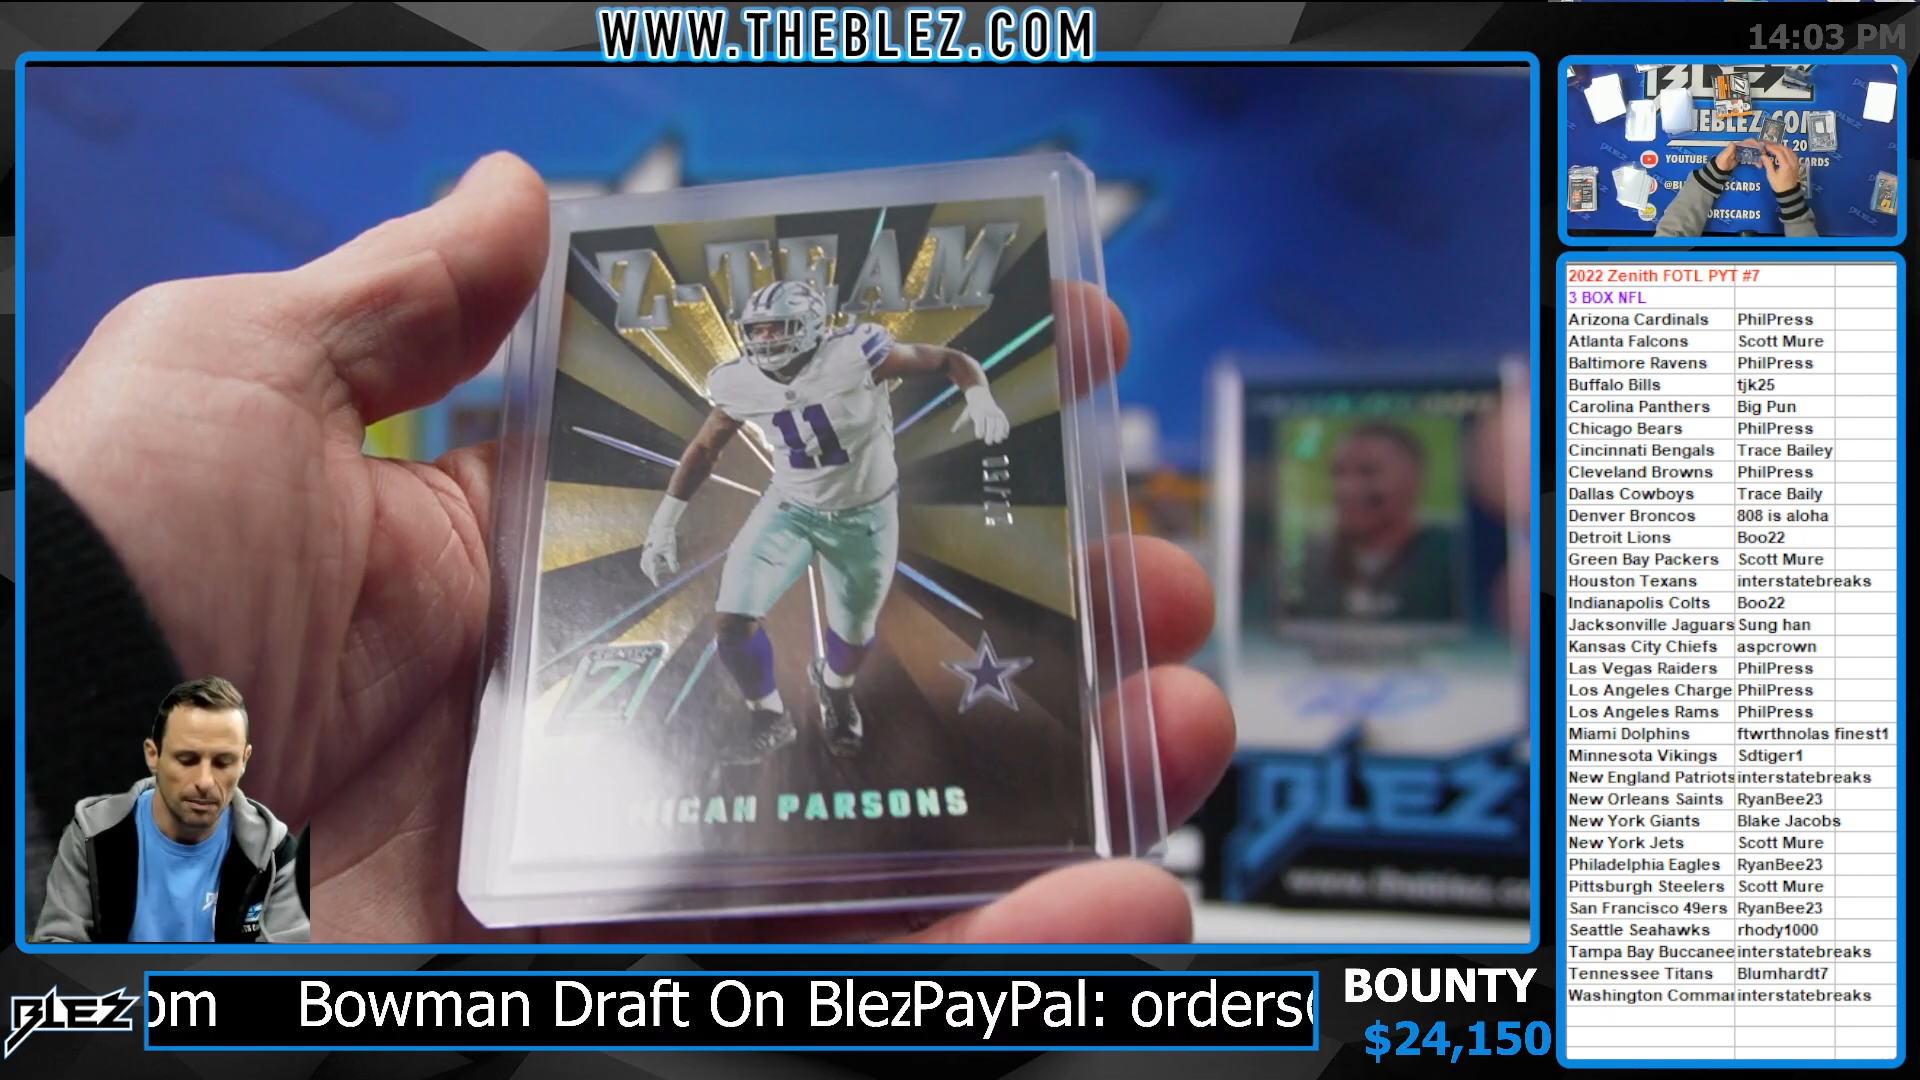 WWW.THEBLEZ.COM
14:03 PM
Z-TEAM
11
MICAH PARSONS
BLEZ
THEBLEZ.COM
YOUTUBE
2022 Zenith FOTL PYT #7
3 BOX NFL
Arizona Cardinals PhilPress
Atlanta Falcons Scott Mure
Baltimore Ravens PhilPress
Buffalo Bills tjk25
Carolina Panthers Big Pun
Chicago Bears PhilPress
Cincinnati Bengals Trace Bailey
Cleveland Browns PhilPress
Dallas Cowboys Trace Baily
Denver Broncos 808 is aloha
Detroit Lions Boo22
Green Bay Packers Scott Mure
Houston Texans interstatebreaks
Indianapolis Colts Boo22
Jacksonville Jaguars Sung han
Kansas City Chiefs aspcrown
Las Vegas Raiders PhilPress
Los Angeles Charge PhilPress
Los Angeles Rams PhilPress
Miami Dolphins ftwrthnolas finest1
Minnesota Vikings Sdtiger1
New England Patriots interstatebreaks
New Orleans Saints RyanBee23
New York Giants Blake Jacobs
New York Jets Scott Mure
Philadelphia Eagles RyanBee23
Pittsburgh Steelers Scott Mure
San Francisco 49ers RyanBee23
Seattle Seahawks rhody1000
Tampa Bay Buccanee interstatebreaks
Tennessee Titans Blumhardt7
Washington Comma interstatebreaks
BLEZ
om Bowman Draft On BlezPayPal: orders@
BOUNTY
$24,150